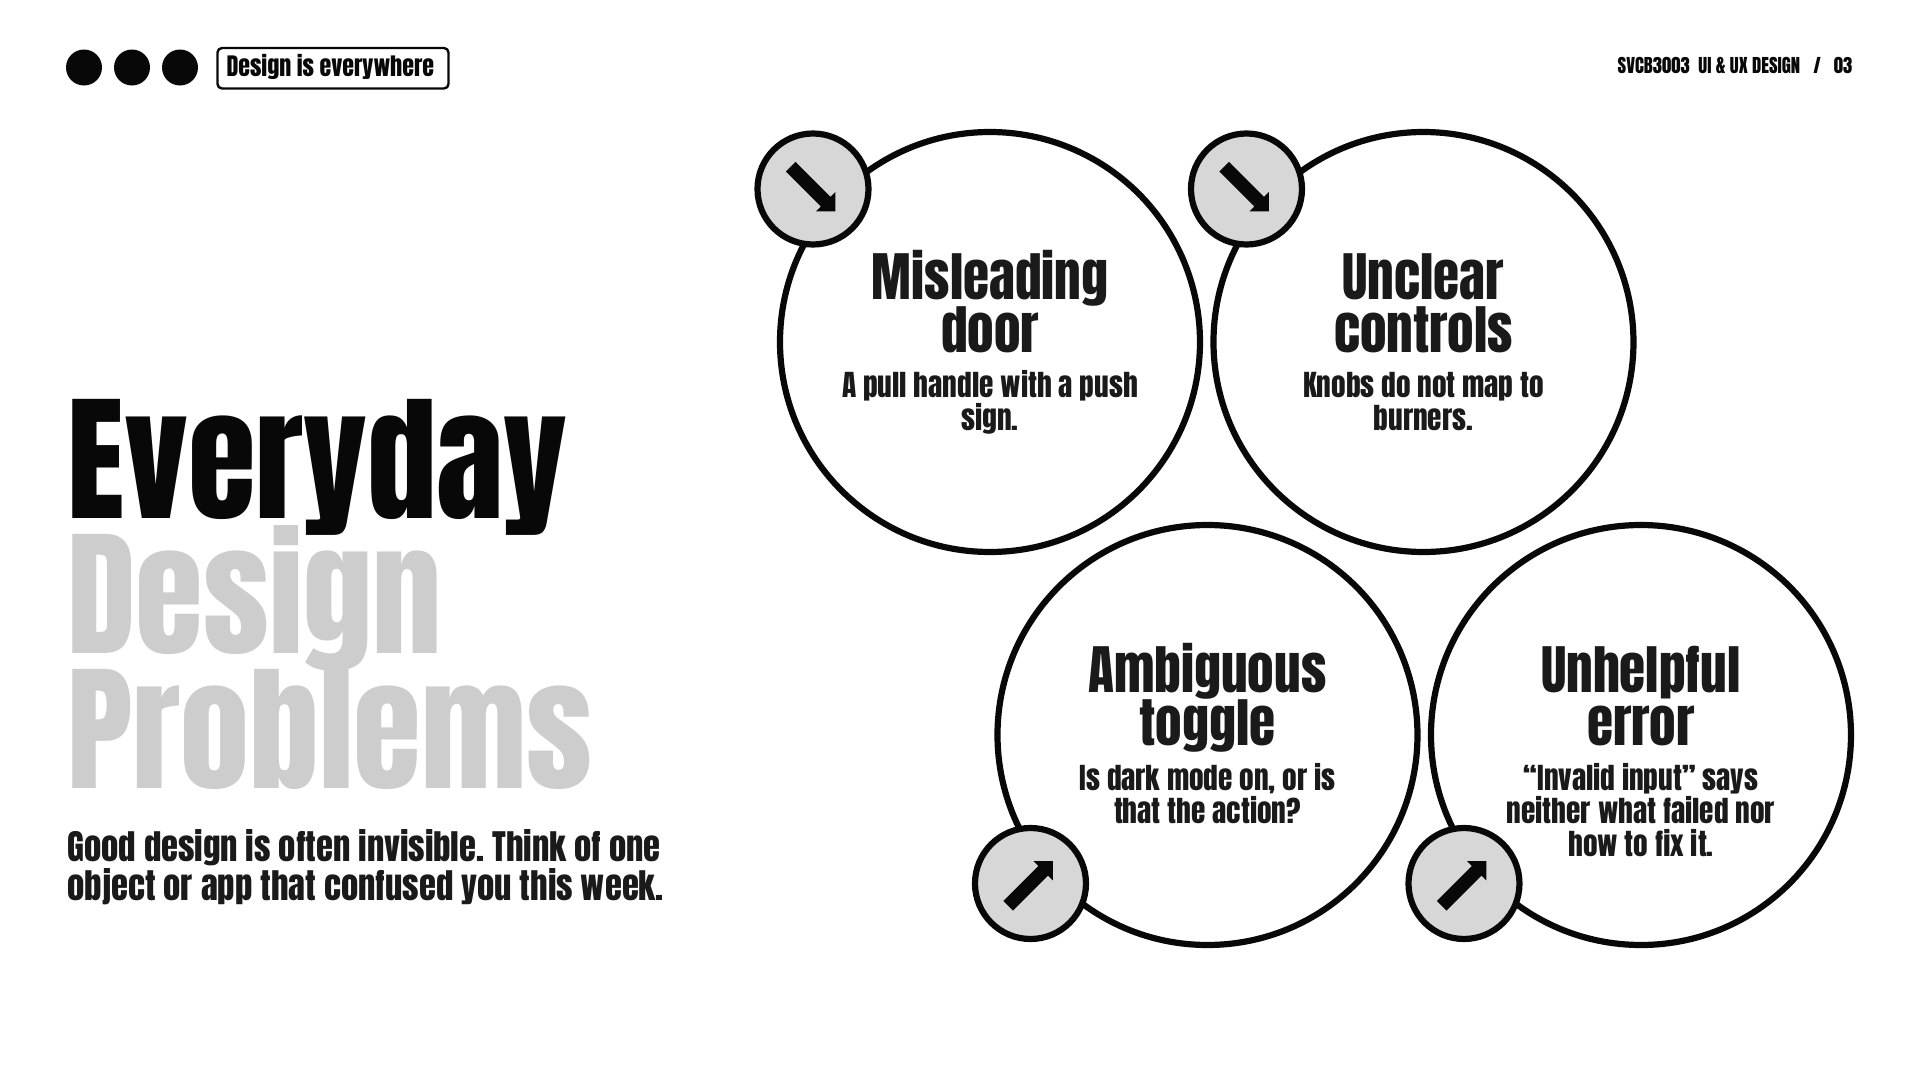 Design is everywhere
SVCB3003 UI & UX DESIGN / 03
Everyday
Design
Problems
Good design is often invisible. Think of one
object or app that confused you this week.
Misleading
door
A pull handle with a push
sign.
Unclear
controls
Knobs do not map to
burners.
Ambiguous
toggle
Is dark mode on, or is
that the action?
Unhelpful
error
“Invalid input” says
neither what failed nor
how to fix it.